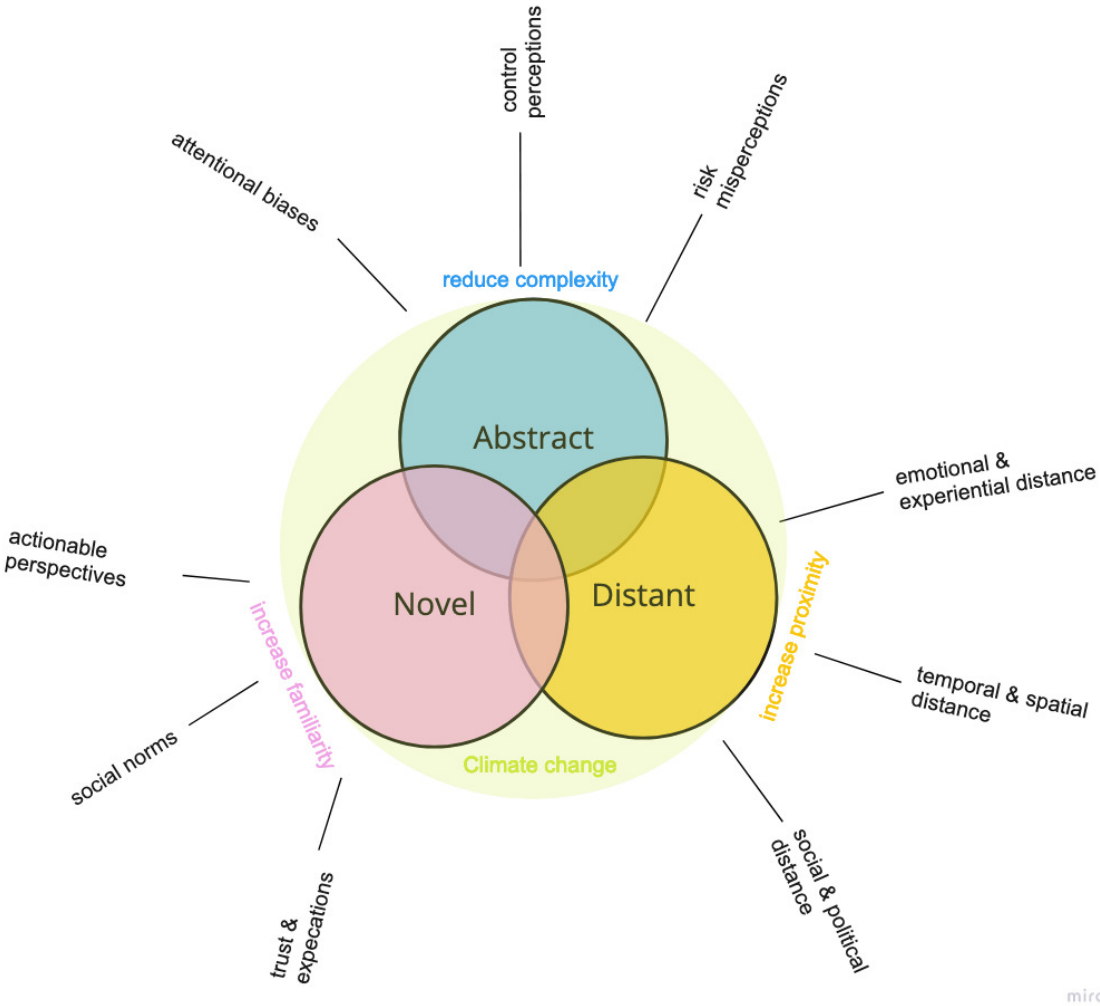 control
perceptions
risk
misperceptions
attentional biases
reduce complexity
Abstract
emotional &
experiential distance
actionable
perspectives
Novel
Distant
increase familiarity
increase proximity
temporal & spatial
distance
social norms
Climate change
social & political
distance
trust &
expecations